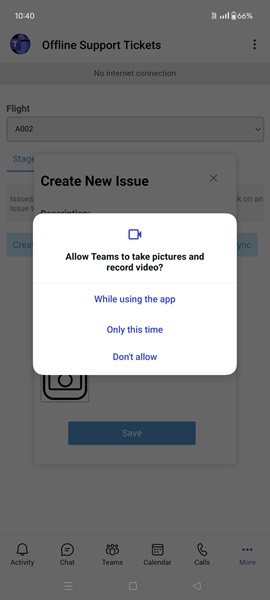 10:40
66%
Offline Support Tickets
No internet connection
Flight
A002
Stage
Create New Issue
Issues
k on an
issue
Description:
Crea
ync
Allow Teams to take pictures and
record video?
While using the app
Only this time
Don't allow
Save
Activity
Chat
Teams
Calendar
Calls
More